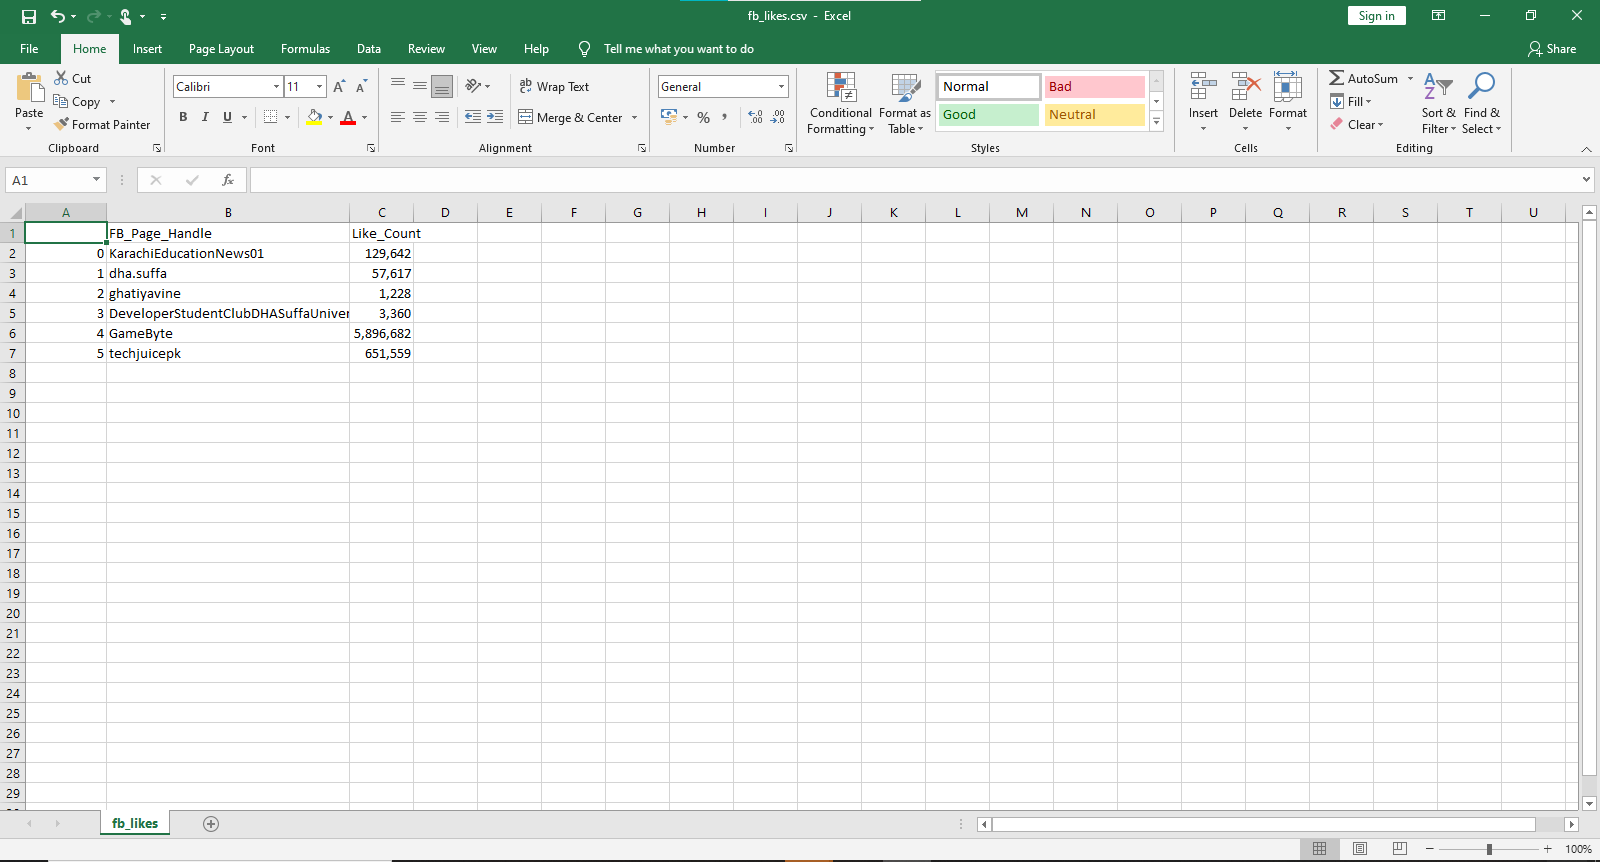 fb_likes.csv - Excel
Sign in
File Home Insert Page Layout Formulas Data Review View Help Tell me what you want to do Share
Paste
Cut
Copy
Format Painter
Clipboard
Calibri 11
B I U
Font
Wrap Text
Merge & Center
Alignment
General
%
Number
Conditional Formatting
Format as Table
Normal Bad
Good Neutral
Styles
Insert Delete Format
Cells
AutoSum
Fill
Clear
Sort & Filter
Find & Select
Editing
A1 fx
A B C D E F G H I J K L M N O P Q R S T U
1 FB_Page_Handle Like_Count
2 0 KarachiEducationNews01 129,642
3 1 dha.suffa 57,617
4 2 ghatiyavine 1,228
5 3 DeveloperStudentClubDHASuffaUniver 3,360
6 4 GameByte 5,896,682
7 5 techjuicepk 651,559
8
9
10
11
12
13
14
15
16
17
18
19
20
21
22
23
24
25
26
27
28
29
fb_likes
100%